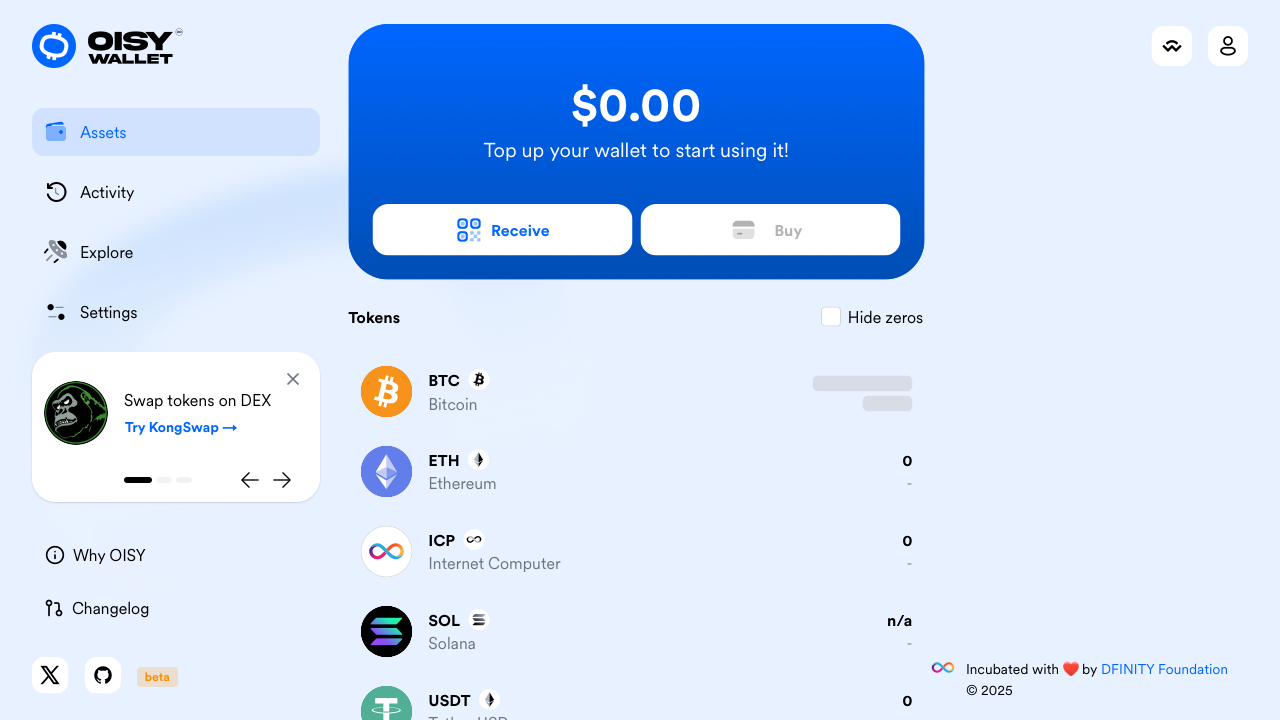 OISY
WALLET
Assets
Activity
Explore
Settings
Swap tokens on DEX
Try KongSwap →
Why OISY
Changelog
beta
$0.00
Top up your wallet to start using it!
Receive
Buy
Tokens
Hide zeros
BTC
Bitcoin
ETH
0
Ethereum
-
ICP
0
Internet Computer
-
SOL
n/a
Solana
-
USDT
0
Tether USD
Incubated with ❤️ by DFINITY Foundation
© 2025